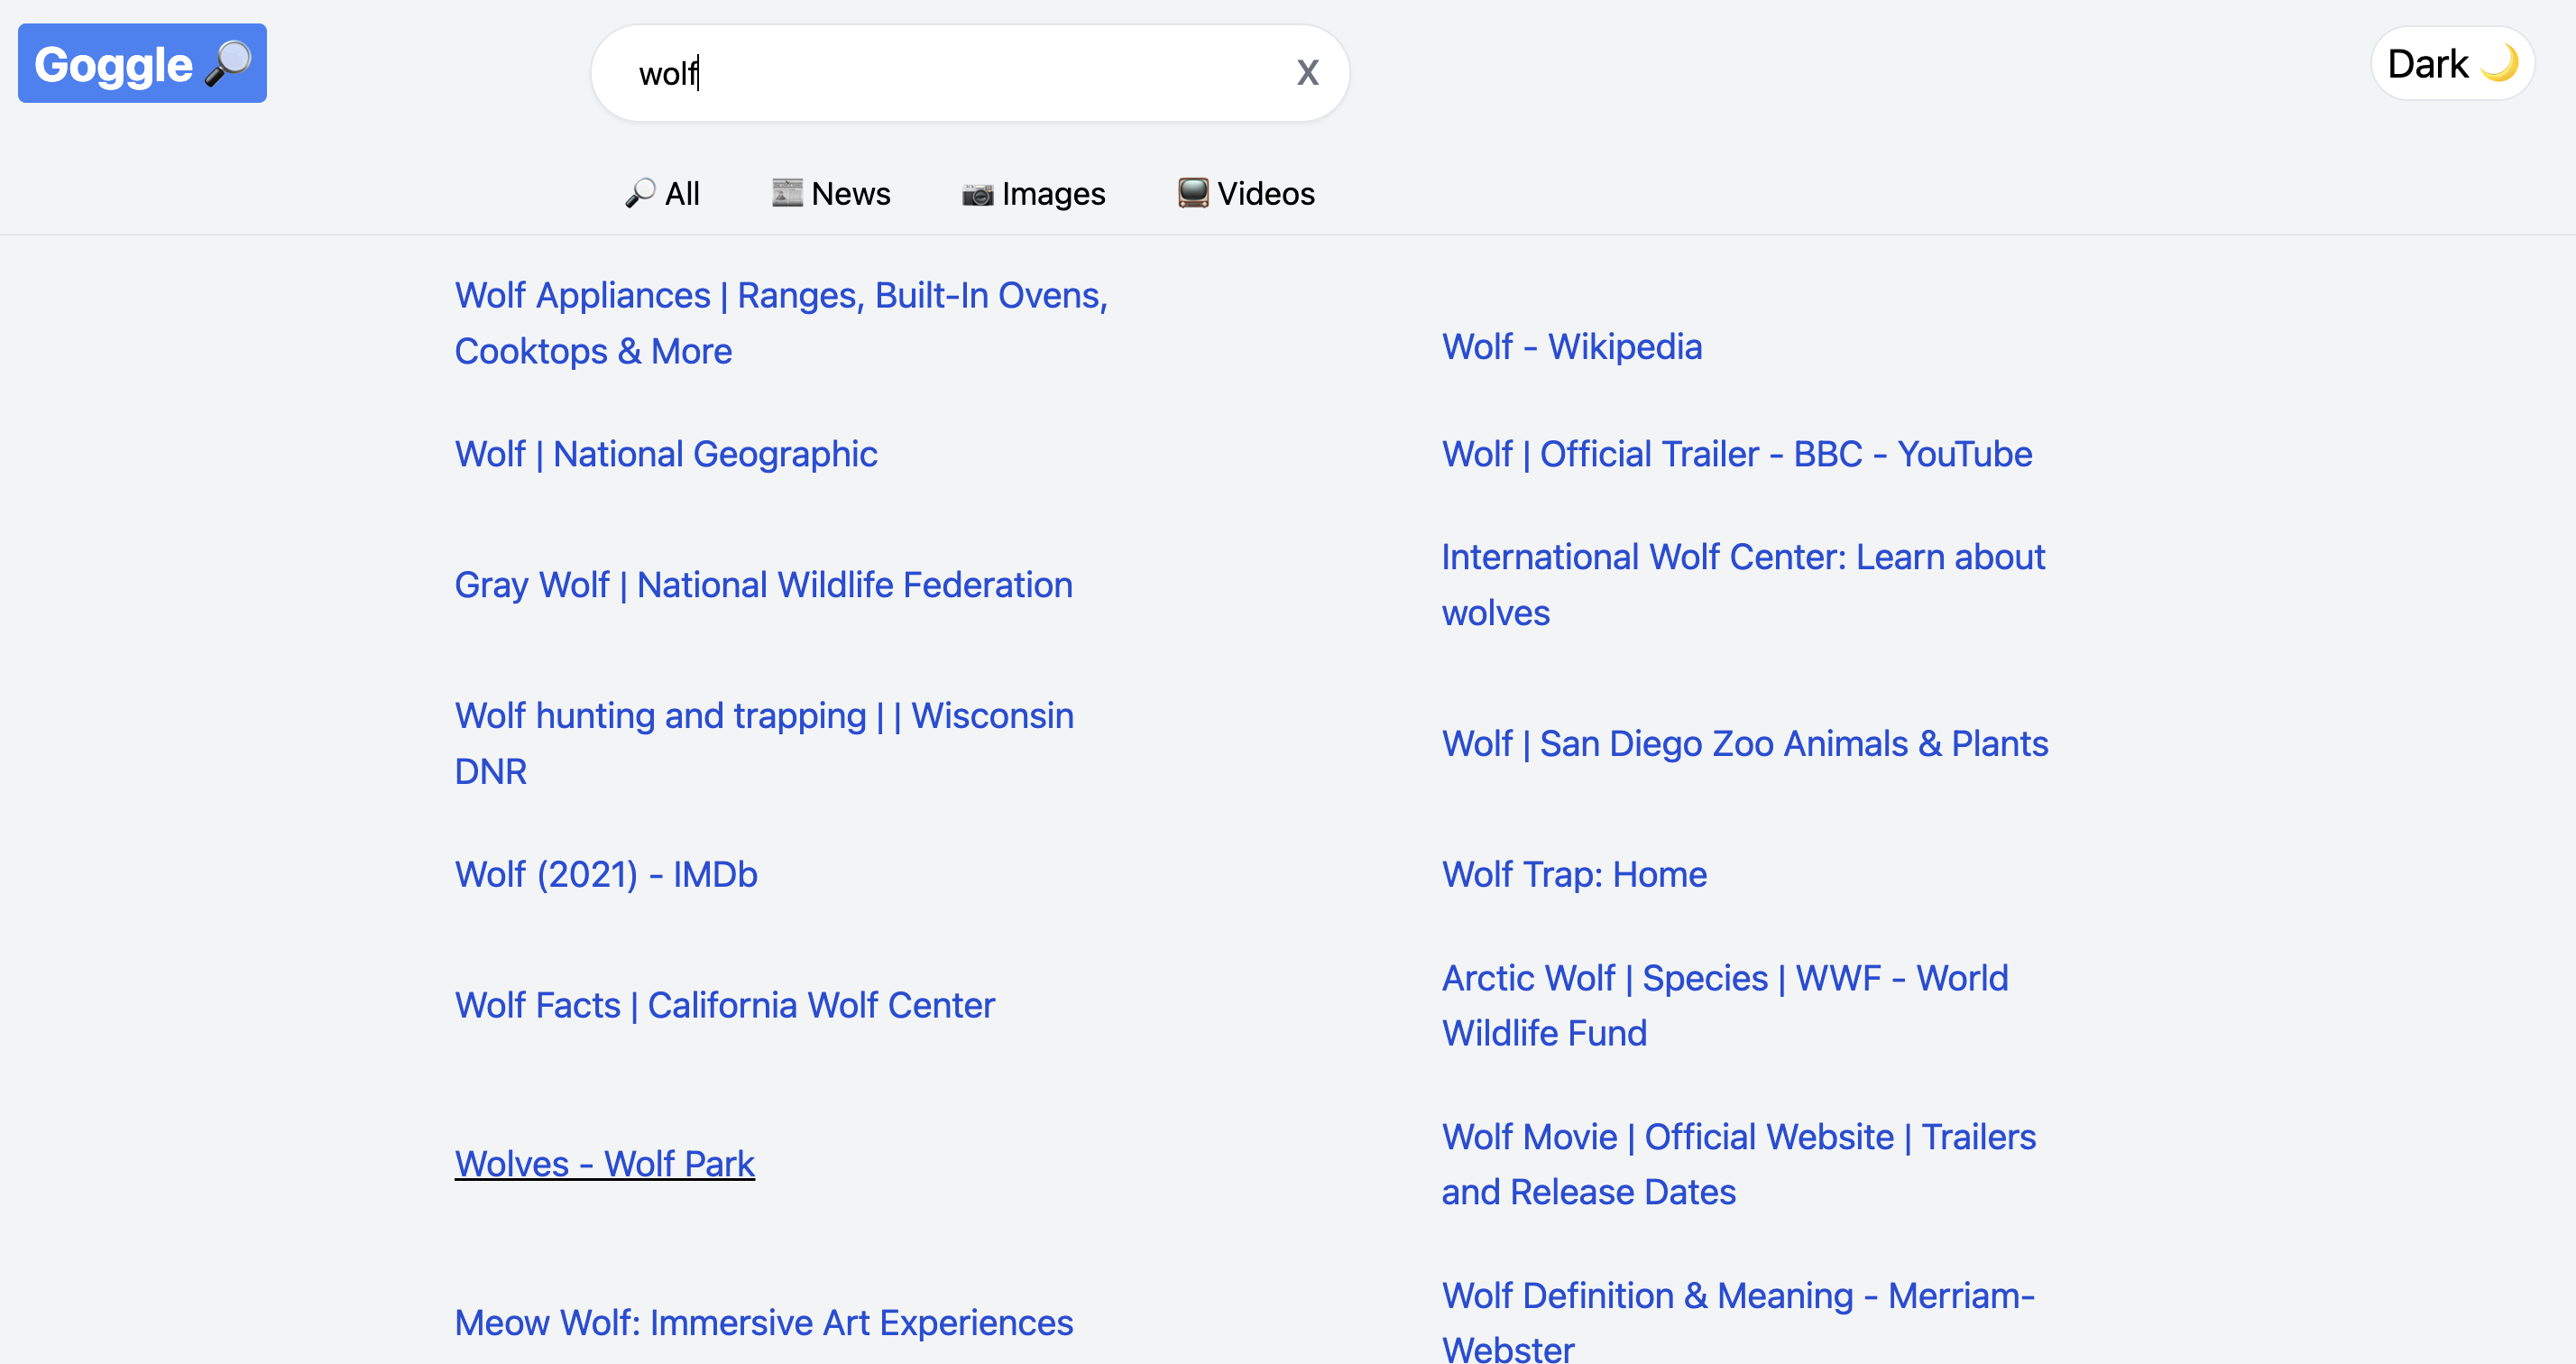 Goggle
wolf
X
Dark
All
News
Images
Videos
Wolf Appliances | Ranges, Built-In Ovens,
Cooktops & More
Wolf - Wikipedia
Wolf | National Geographic
Wolf | Official Trailer - BBC - YouTube
Gray Wolf | National Wildlife Federation
International Wolf Center: Learn about
wolves
Wolf hunting and trapping | | Wisconsin
DNR
Wolf | San Diego Zoo Animals & Plants
Wolf (2021) - IMDb
Wolf Trap: Home
Wolf Facts | California Wolf Center
Arctic Wolf | Species | WWF - World
Wildlife Fund
Wolves - Wolf Park
Wolf Movie | Official Website | Trailers
and Release Dates
Meow Wolf: Immersive Art Experiences
Wolf Definition & Meaning - Merriam-
Webster